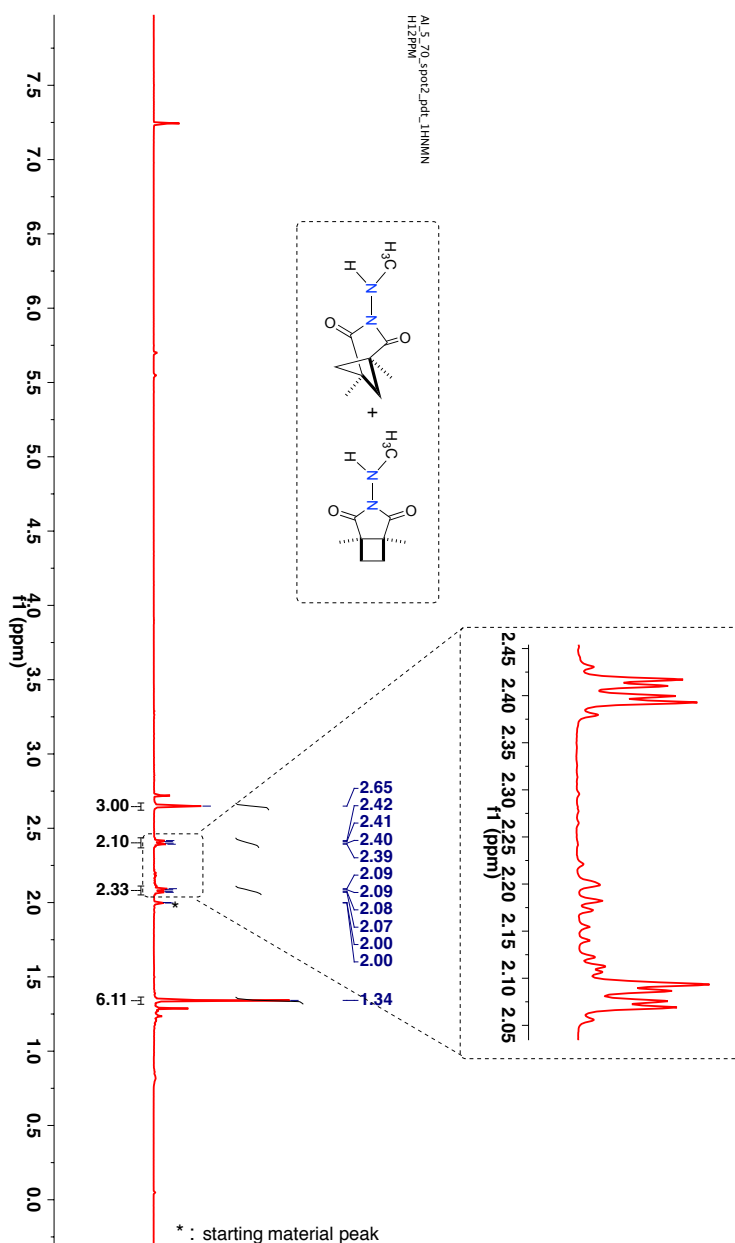 AL_5_70_spot2_pdt_1HNMN
H12PPM
H₃C
H
N
N
O
O
+
H₃C
H
N
N
O
O
2.45
2.40
2.35
2.30
2.25
2.20
2.15
2.10
2.05
f1 (ppm)
2.65
2.42
2.41
2.40
2.39
2.09
2.09
2.08
2.07
2.00
2.00
1.34
3.00
2.10
2.33
6.11
*
7.5
7.0
6.5
6.0
5.5
5.0
4.5
4.0
3.5
3.0
2.5
2.0
1.5
1.0
0.5
0.0
f1 (ppm)
* : starting material peak